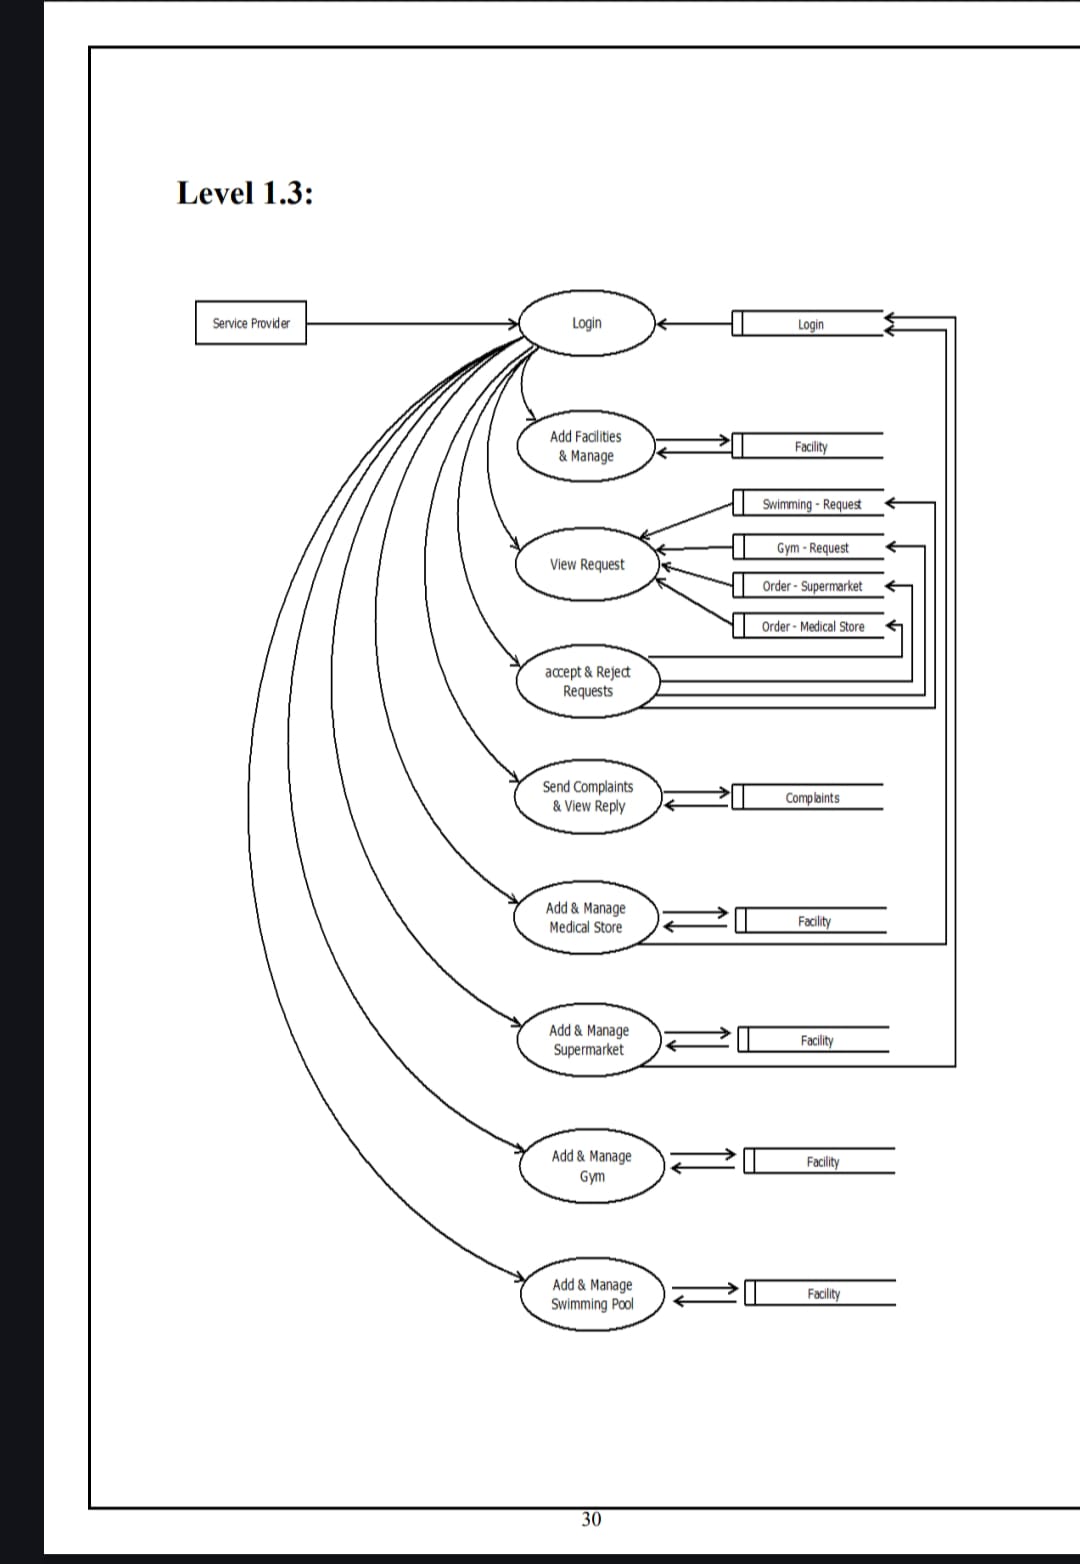 Level 1.3:
Service Provider
Login
Login
Add Facilities
& Manage
Facility
Swimming - Request
Gym - Request
View Request
Order - Supermarket
Order - Medical Store
accept & Reject
Requests
Send Complaints
& View Reply
Complaints
Add & Manage
Medical Store
Facility
Add & Manage
Supermarket
Facility
Add & Manage
Gym
Facility
Add & Manage
Swimming Pool
Facility
30